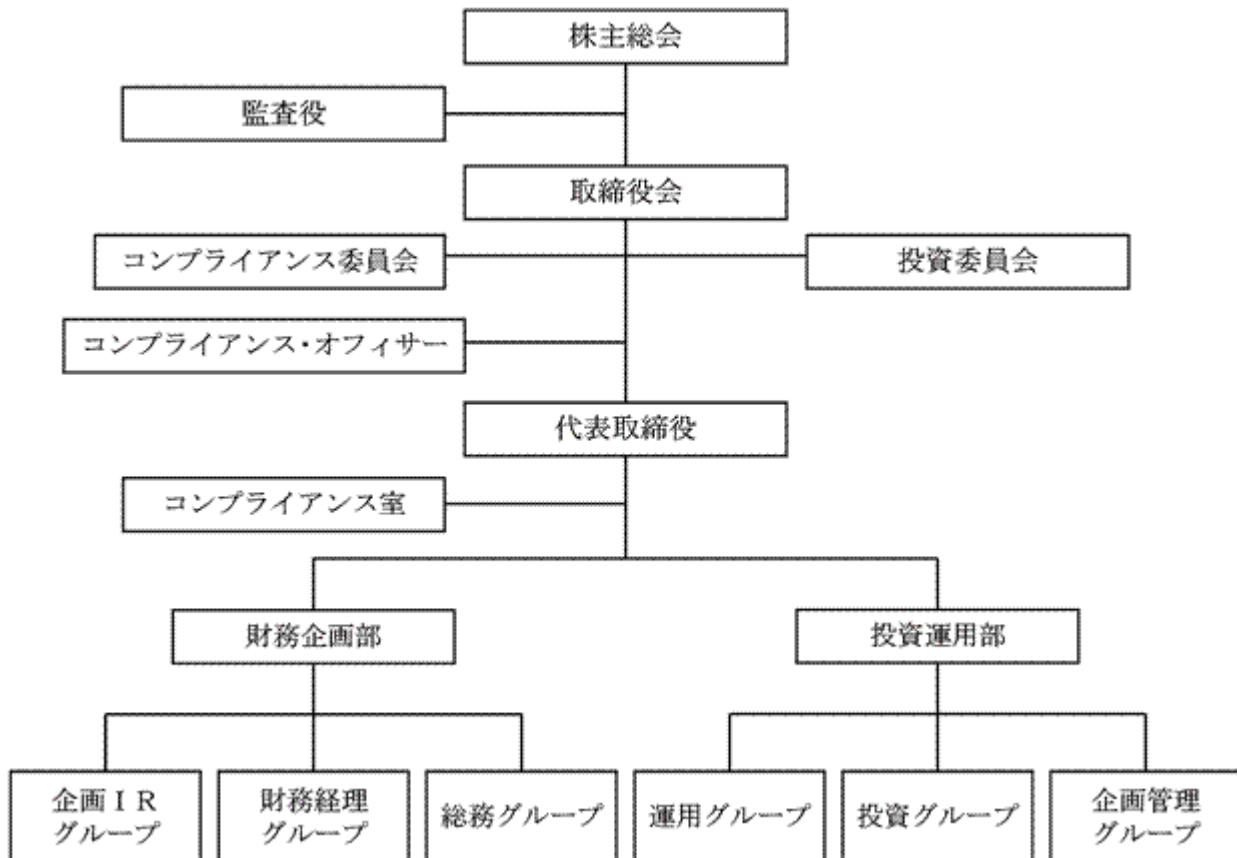 株主総会
監査役
取締役会
コンプライアンス委員会
投資委員会
コンプライアンス・オフィサー
代表取締役
コンプライアンス室
財務企画部
投資運用部
企画ＩＲ
グループ
財務経理
グループ
総務グループ
運用グループ
投資グループ
企画管理
グループ